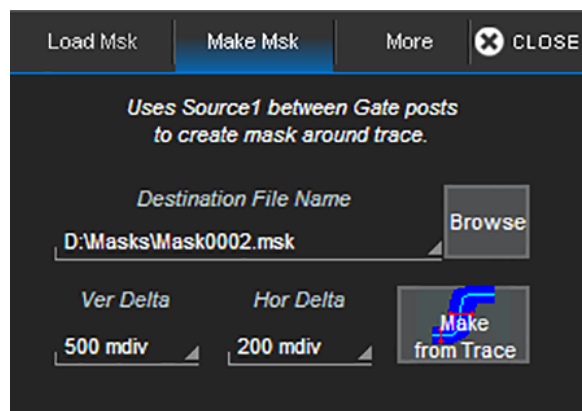 Load Msk Make Msk More CLOSE
Uses Source1 between Gate posts
to create mask around trace.
Destination File Name
D:\Masks\Mask0002.msk Browse
Ver Delta Hor Delta
500 mdiv 200 mdiv
Make
from Trace